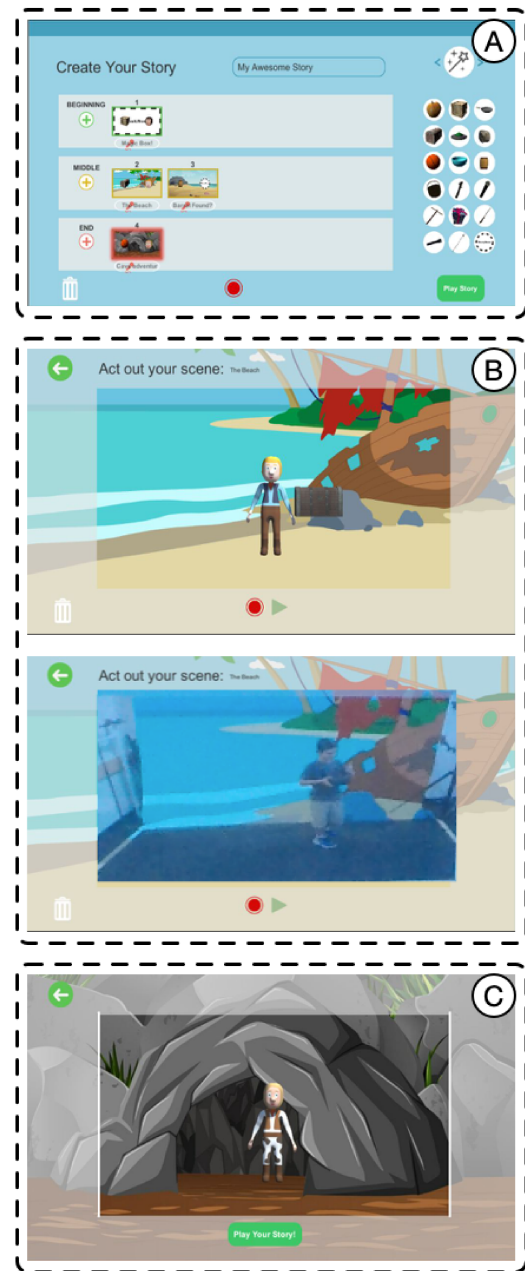 A
Create Your Story
My Awesome Story
BEGINNING
1
MIDDLE
2
3
The Beach
END
4
Play Story
B
Act out your scene: The Beach
Act out your scene: The Beach
C
Play Your Story!